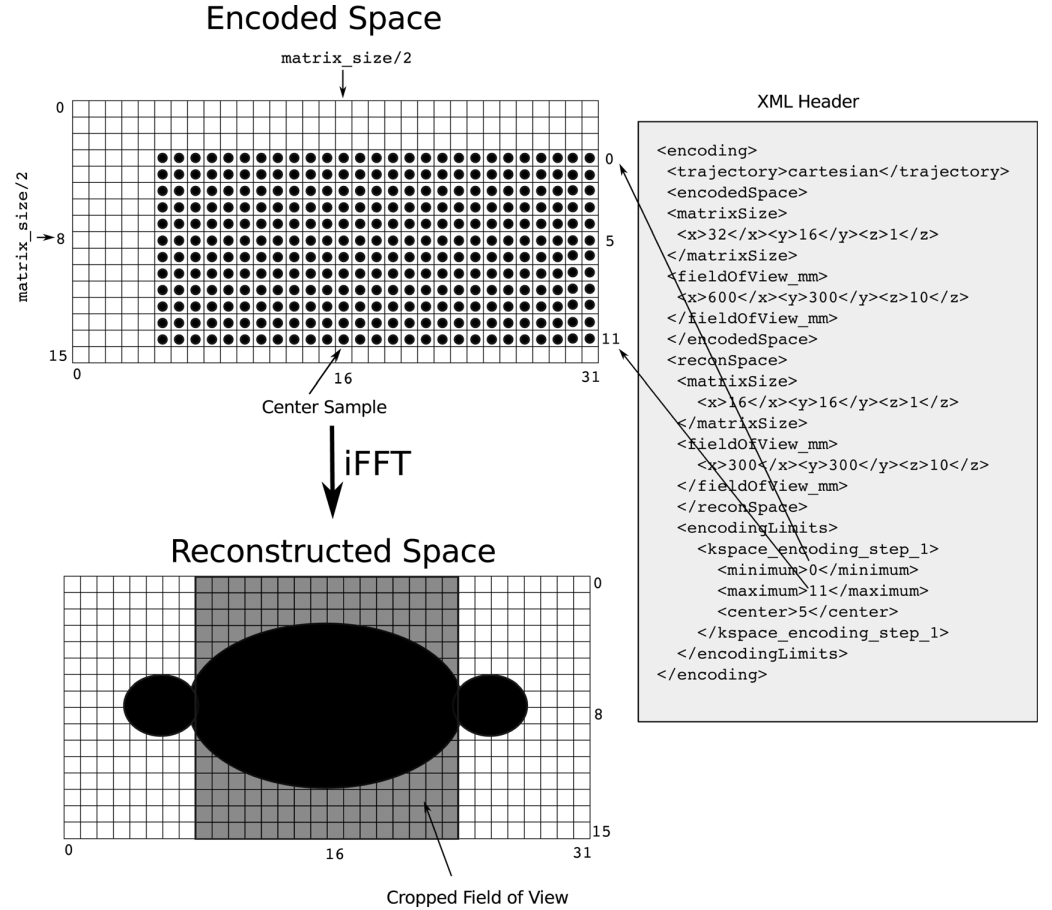 Encoded Space
matrix_size/2
0
matrix_size/2
8
15
0
16
31
0
5
11
Center Sample
iFFT
Reconstructed Space
0
8
15
0
16
31
Cropped Field of View
XML Header
<encoding>
<trajectory>cartesian</trajectory>
<encodedSpace>
<matrixSize>
<x>32</x><y>16</y><z>1</z>
</matrixSize>
<fieldOfView_mm>
<x>600</x><y>300</y><z>10</z>
</fieldOfView_mm>
</encodedSpace>
<reconSpace>
<matrixSize>
<x>16</x><y>16</y><z>1</z>
</matrixSize>
<fieldOfView_mm>
<x>300</x><y>300</y><z>10</z>
</fieldOfView_mm>
</reconSpace>
<encodingLimits>
<kspace_encoding_step_1>
<minimum>0</minimum>
<maximum>11</maximum>
<center>5</center>
</kspace_encoding_step_1>
</encodingLimits>
</encoding>